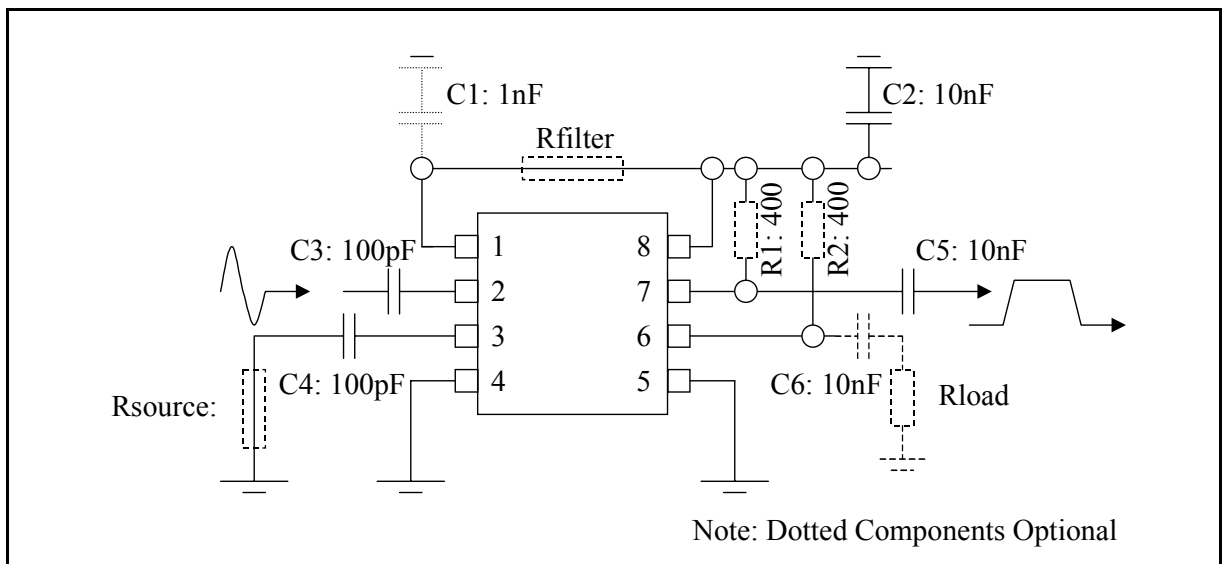 C1: 1nF
C2: 10nF
Rfilter
R1: 400
R2: 400
C3: 100pF
C5: 10nF
1
8
2
7
3
6
4
5
C4: 100pF
C6: 10nF
Rsource:
Rload
Note: Dotted Components Optional